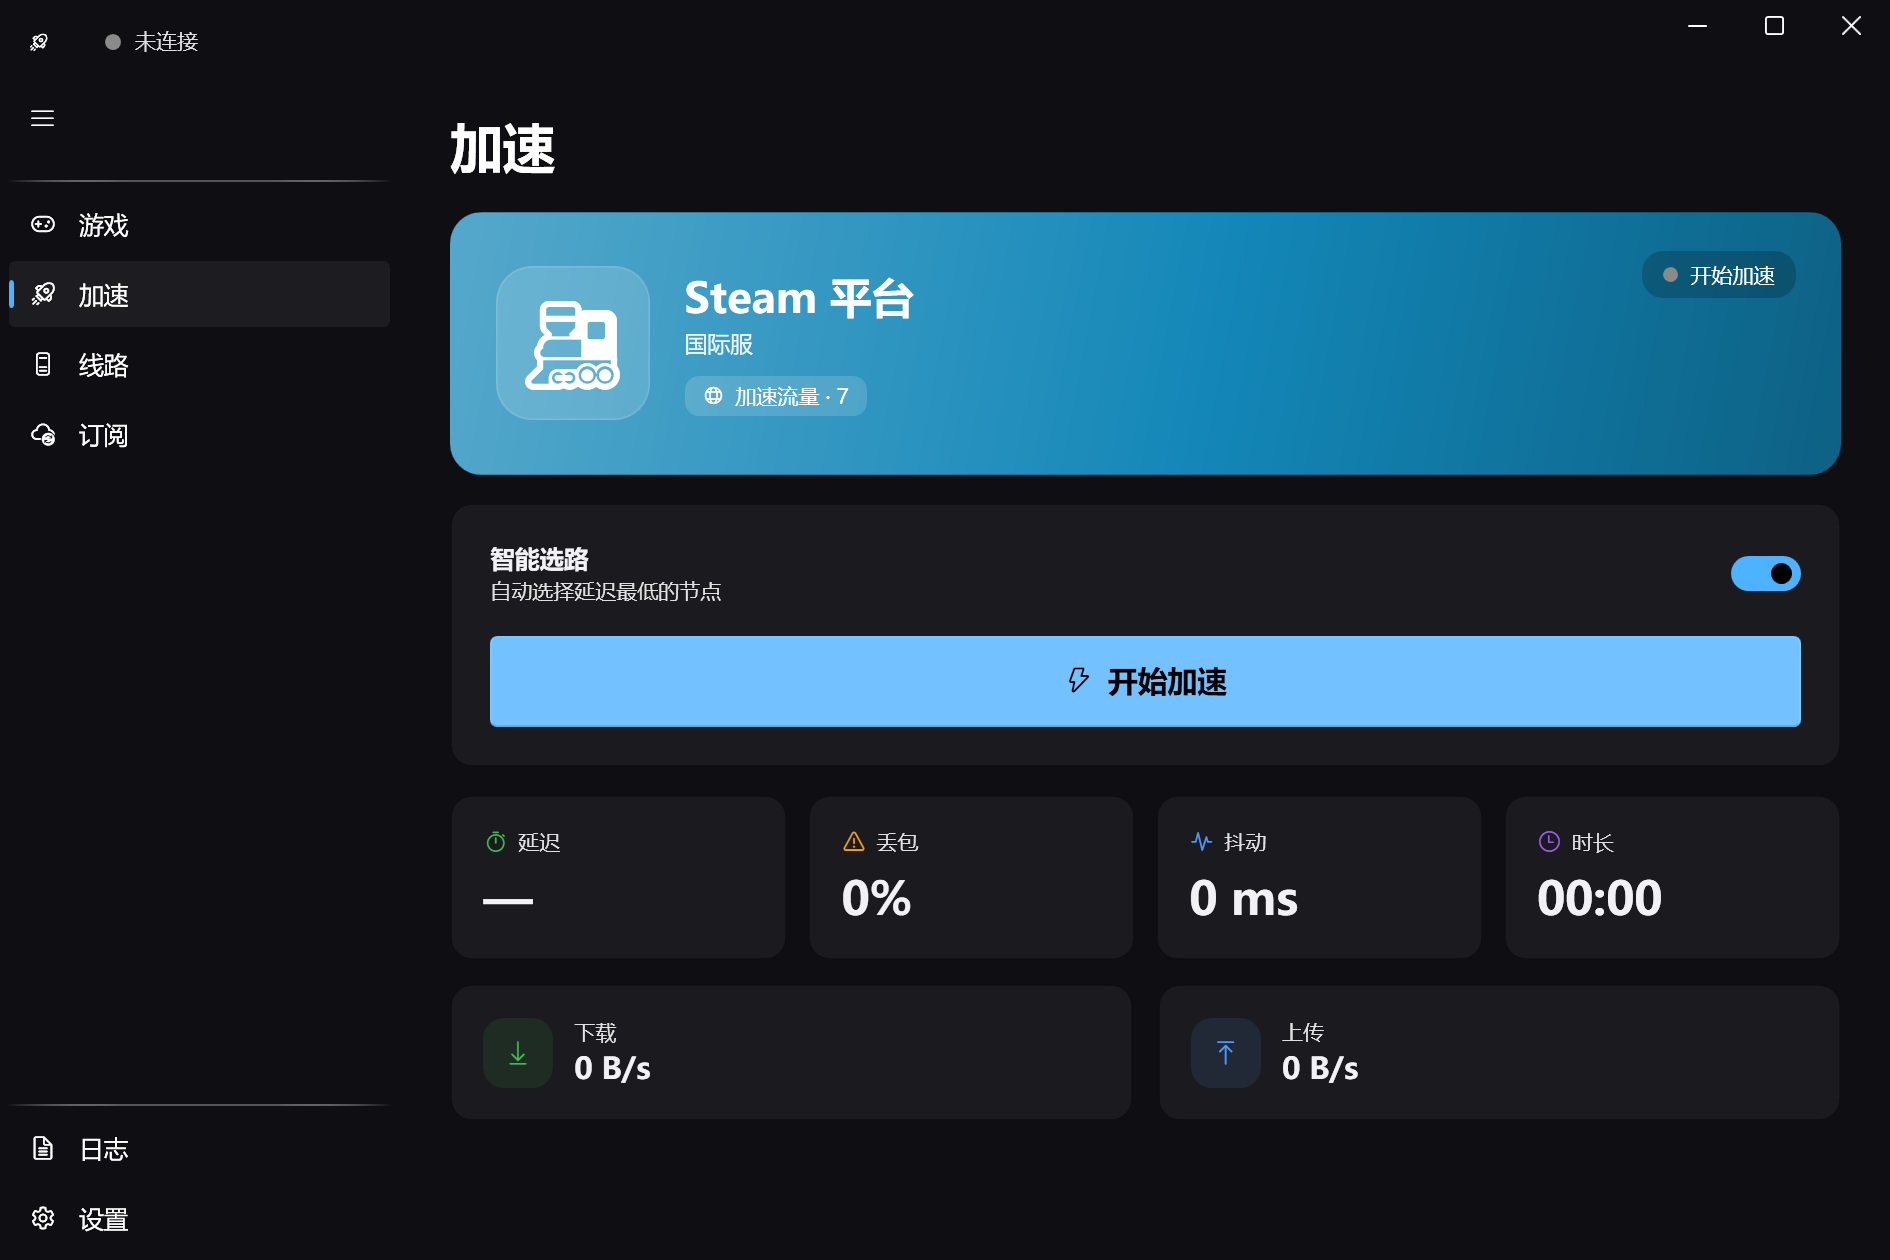 未连接
加速
游戏
加速
线路
订阅
Steam 平台
国际服
加速流量 · 7
开始加速
智能选路
自动选择延迟最低的节点
开始加速
延迟
—
丢包
0%
抖动
0 ms
时长
00:00
下载
0 B/s
上传
0 B/s
日志
设置